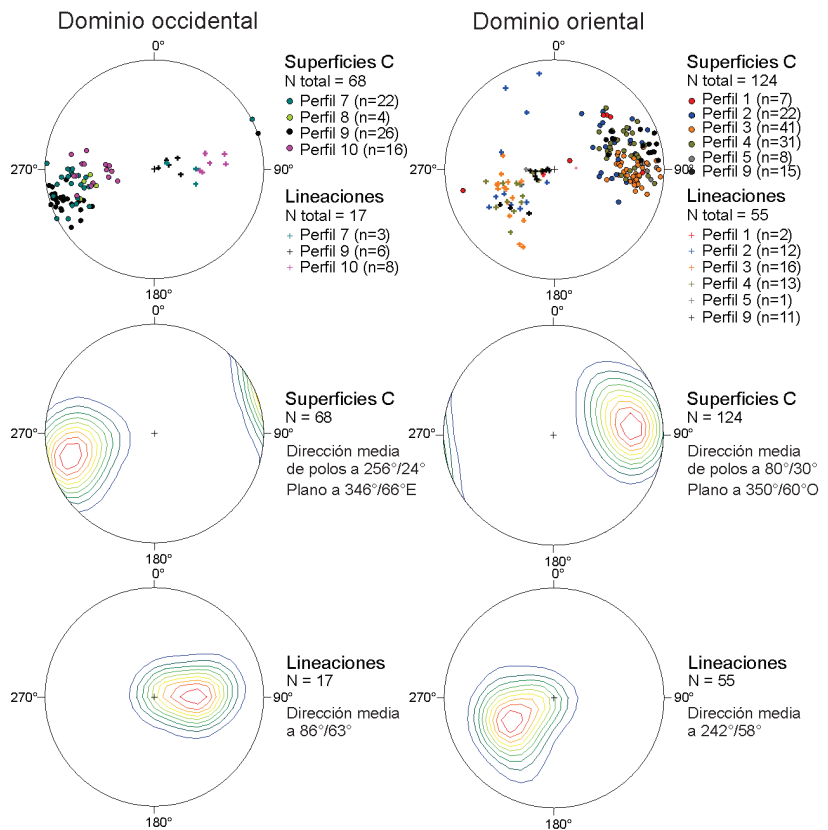 Dominio occidental
0°
270°
90°
180°
Superficies C
N total = 68
Perfil 7 (n=22)
Perfil 8 (n=4)
Perfil 9 (n=26)
Perfil 10 (n=16)
Lineaciones
N total = 17
Perfil 7 (n=3)
Perfil 9 (n=6)
Perfil 10 (n=8)
Dominio oriental
0°
270°
90°
180°
Superficies C
N total = 124
Perfil 1 (n=7)
Perfil 2 (n=22)
Perfil 3 (n=41)
Perfil 4 (n=31)
Perfil 5 (n=8)
Perfil 9 (n=15)
Lineaciones
N total = 55
Perfil 1 (n=2)
Perfil 2 (n=12)
Perfil 3 (n=16)
Perfil 4 (n=13)
Perfil 5 (n=1)
Perfil 9 (n=11)
0°
270°
90°
180°
Superficies C
N = 68
Dirección media
de polos a 256°/24°
Plano a 346°/66°E
0°
270°
90°
180°
Superficies C
N = 124
Dirección media
de polos a 80°/30°
Plano a 350°/60°O
0°
270°
90°
180°
Lineaciones
N = 17
Dirección media
a 86°/63°
0°
270°
90°
180°
Lineaciones
N = 55
Dirección media
a 242°/58°